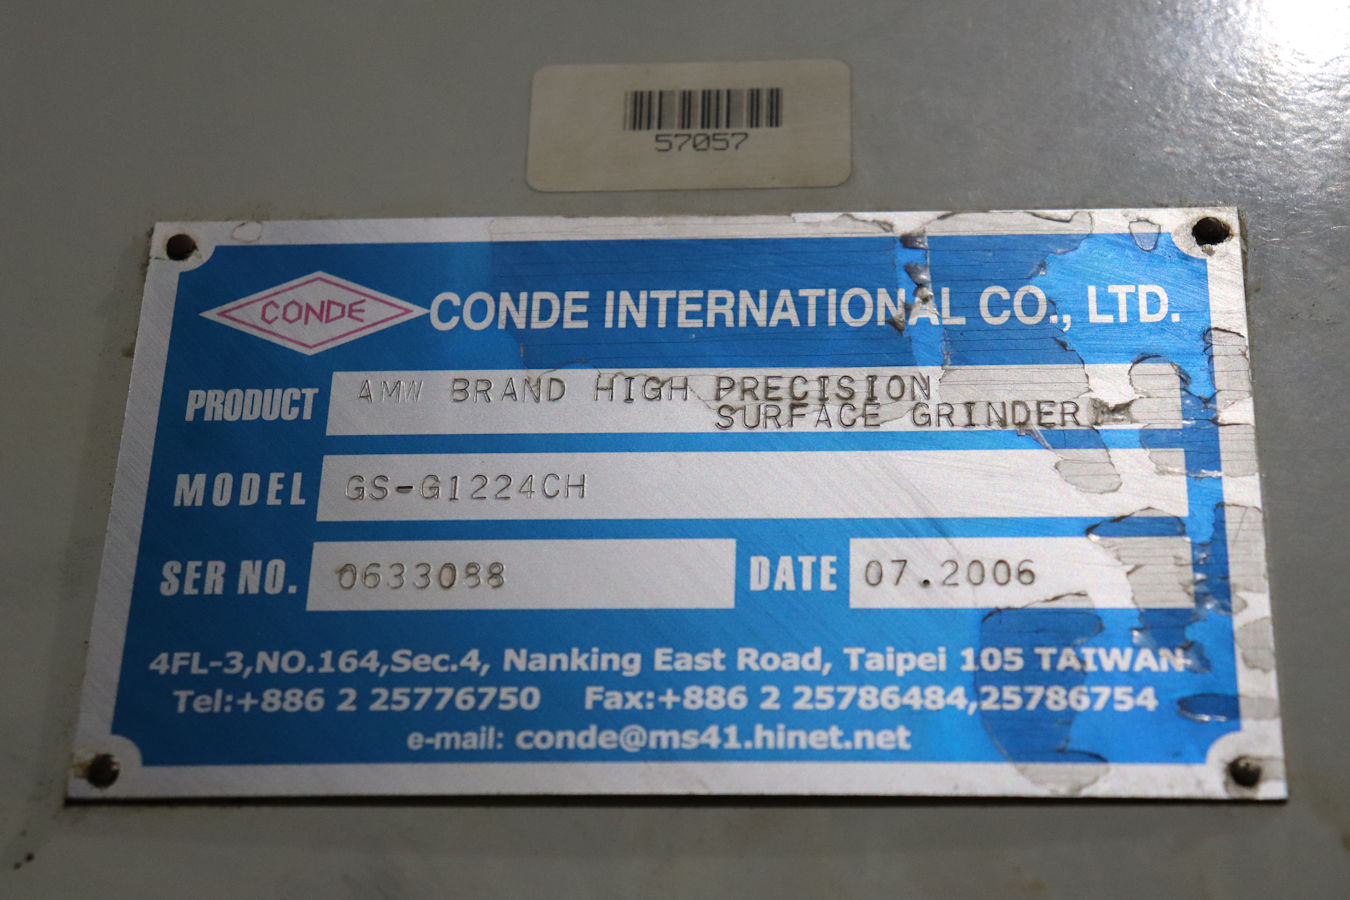 57057
CONDE CONDE INTERNATIONAL CO., LTD.
PRODUCT AMW BRAND HIGH PRECISION
SURFACE GRINDER
MODEL GS-G1224CH
SER NO. 0633088 DATE 07.2006
4FL-3,NO.164,Sec.4, Nanking East Road, Taipei 105 TAIWAN
Tel:+886 2 25776750 Fax:+886 2 25786484,25786754
e-mail: conde@ms41.hinet.net